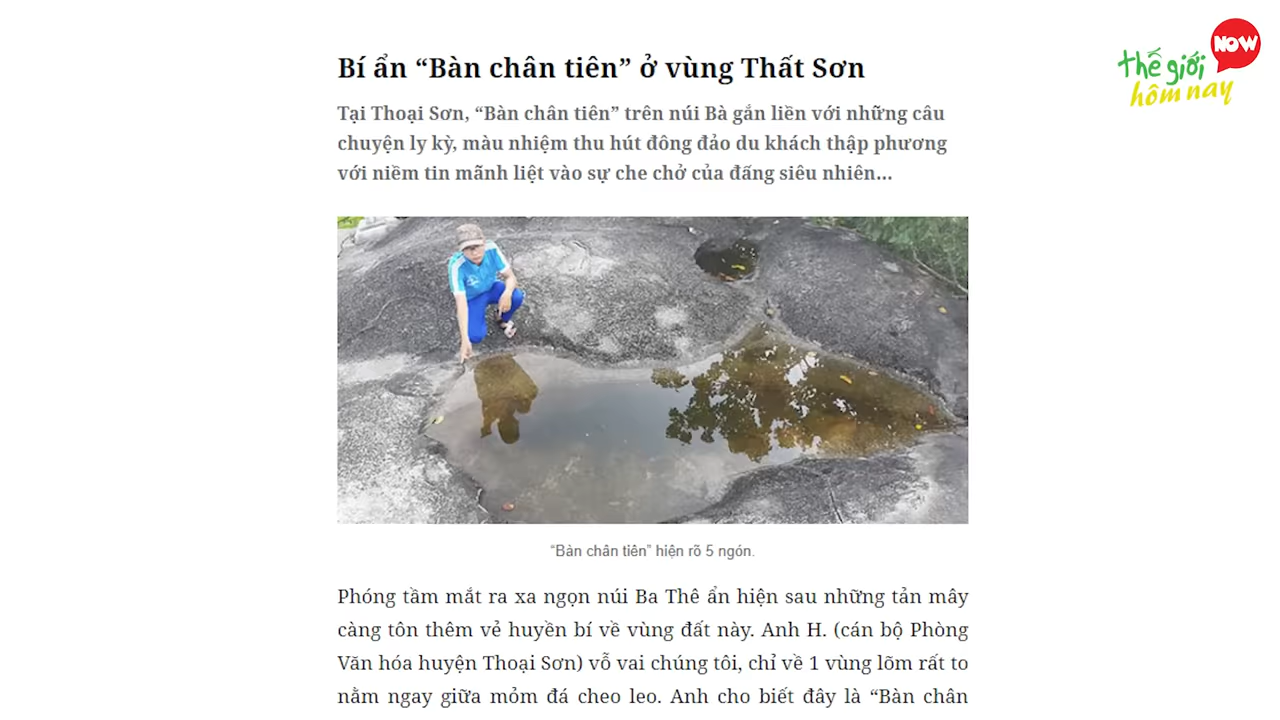 Bí ẩn “Bàn chân tiên” ở vùng Thất Sơn
Tại Thoại Sơn, “Bàn chân tiên” trên núi Bà gắn liền với những câu
chuyện ly kỳ, màu nhiệm thu hút đông đảo du khách thập phương
với niềm tin mãnh liệt vào sự che chở của đấng siêu nhiên...
“Bàn chân tiên” hiện rõ 5 ngón.
Phóng tầm mắt ra xa ngọn núi Ba Thê ẩn hiện sau những tản mây
càng tôn thêm vẻ huyền bí về vùng đất này. Anh H. (cán bộ Phòng
Văn hóa huyện Thoại Sơn) vỗ vai chúng tôi, chỉ về 1 vùng lõm rất to
nằm ngay giữa mỏm đá cheo leo. Anh cho biết đây là “Bàn chân
NOW
thế giới
hôm nay